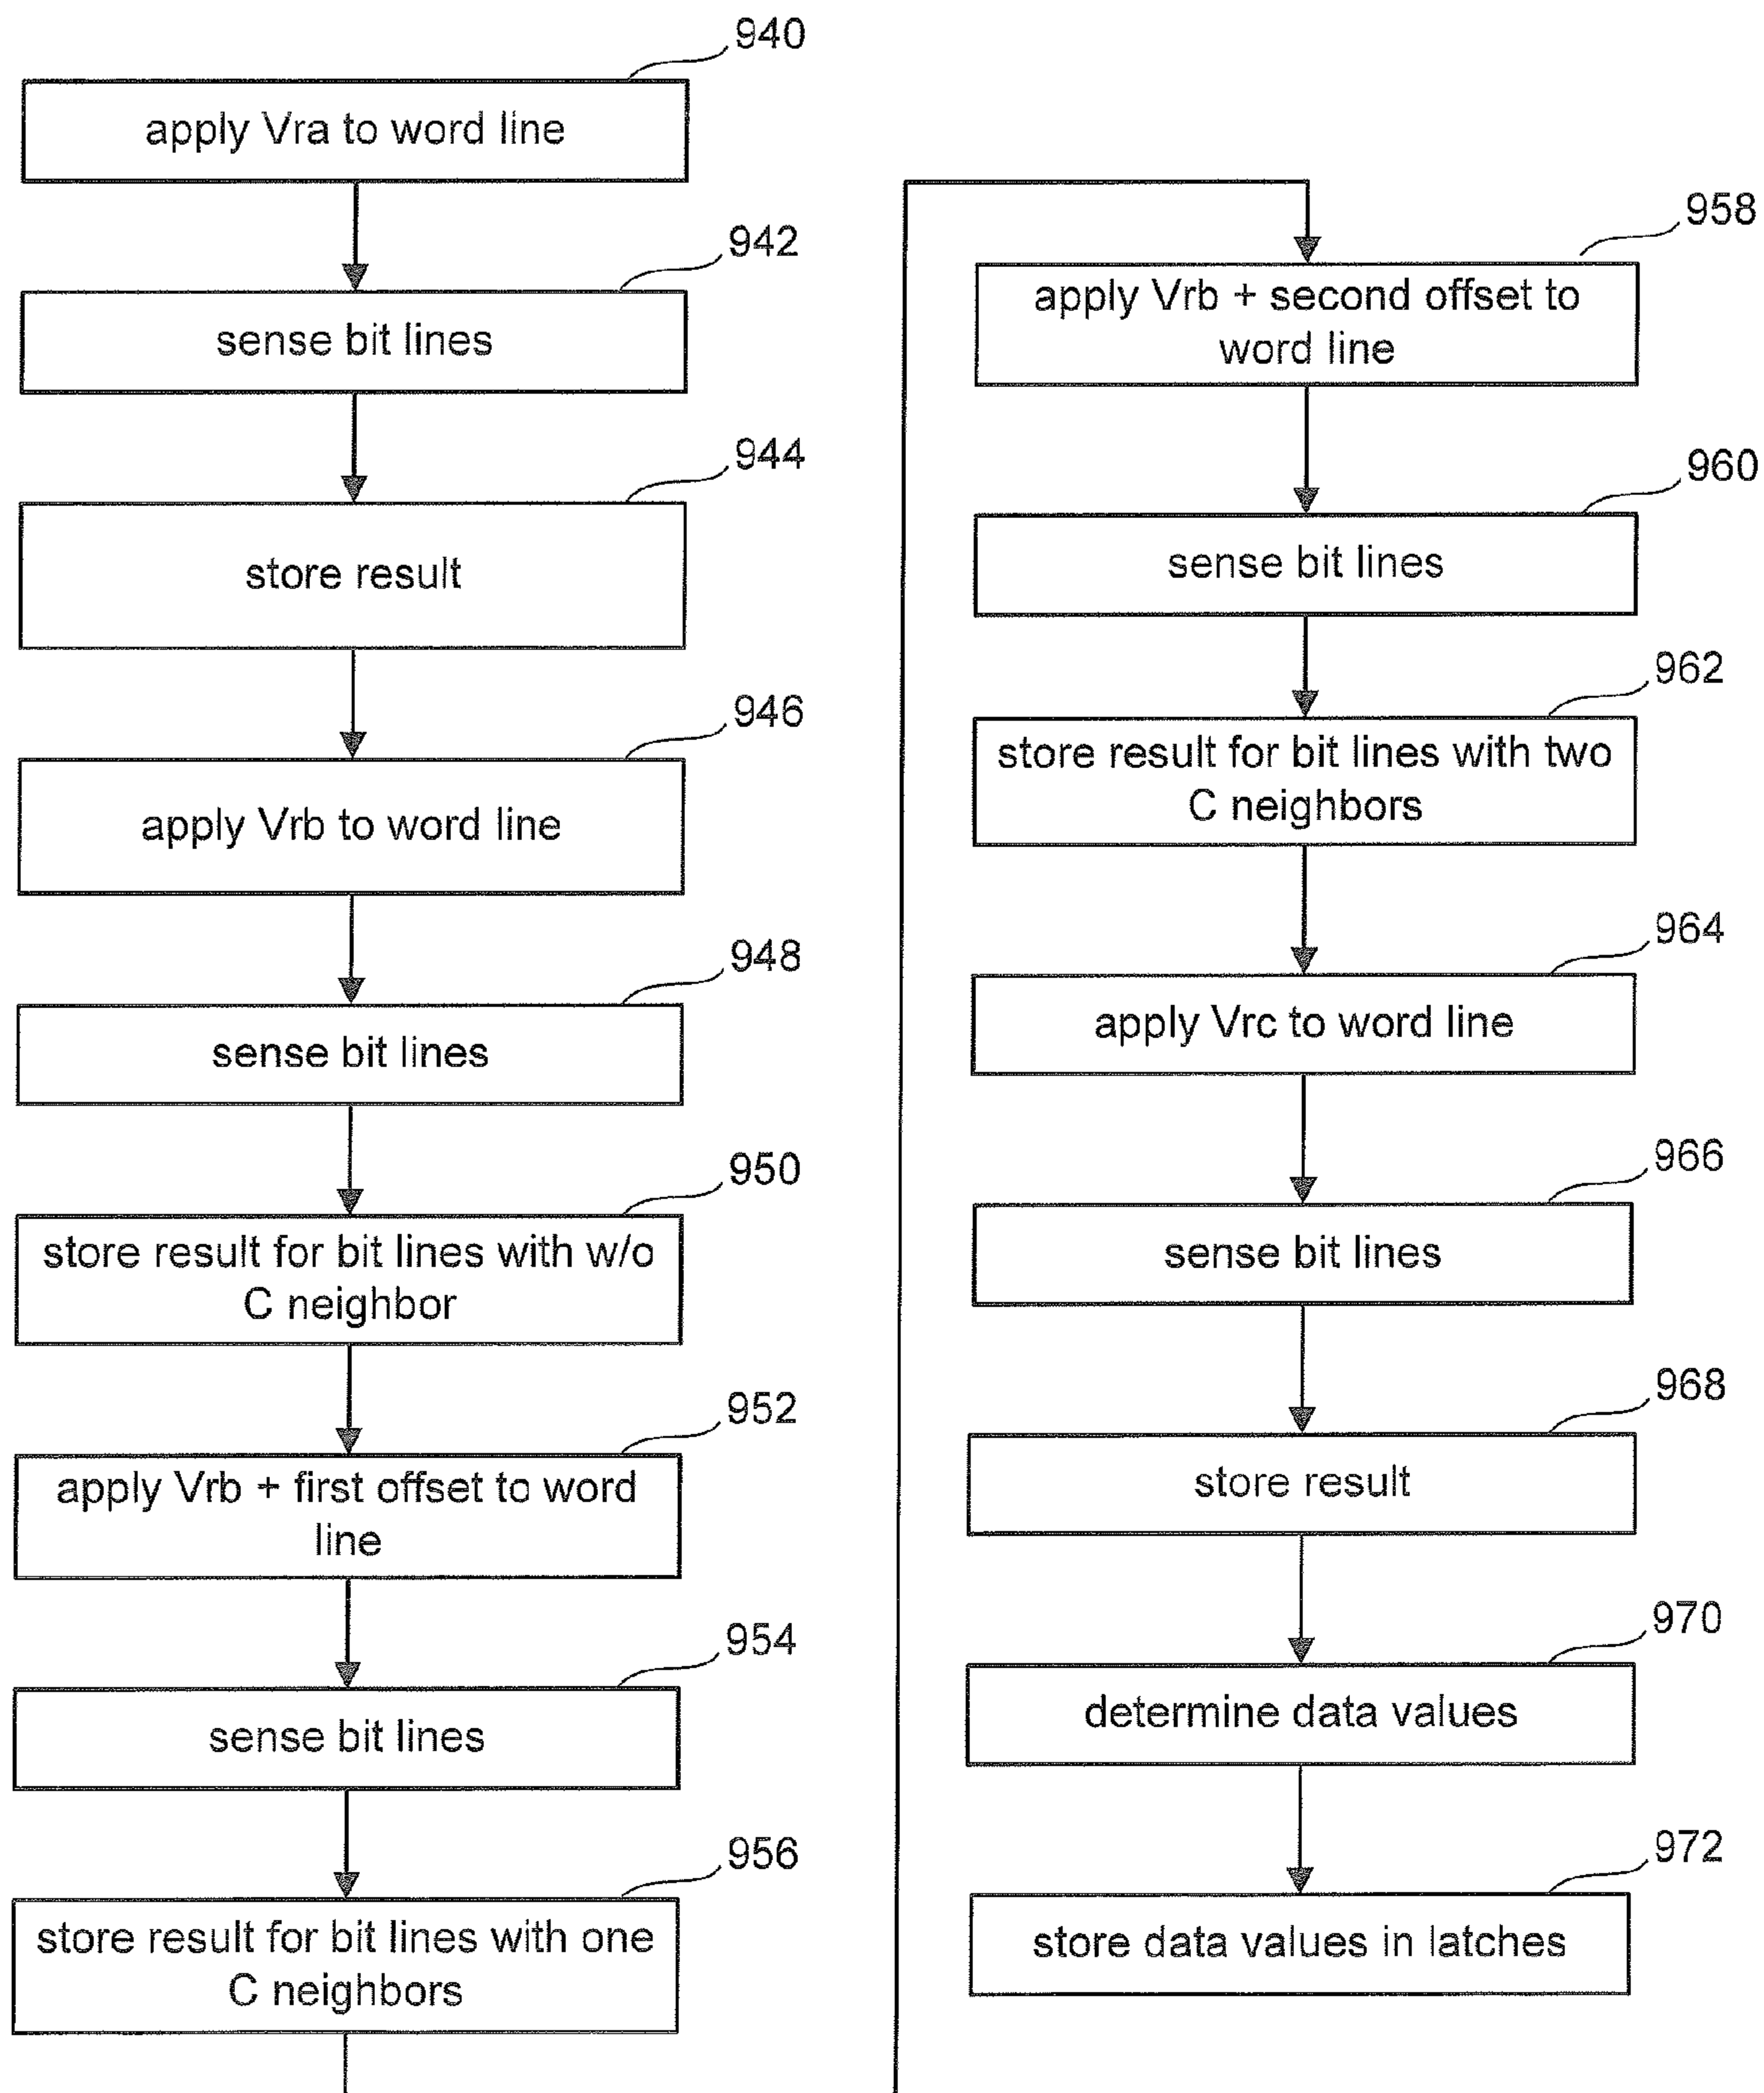 940
apply Vra to word line
942
sense bit lines
944
store result
946
apply Vrb to word line
948
sense bit lines
950
store result for bit lines with w/o
C neighbor
952
apply Vrb + first offset to word
line
954
sense bit lines
956
store result for bit lines with one
C neighbors
958
apply Vrb + second offset to
word line
960
sense bit lines
962
store result for bit lines with two
C neighbors
964
apply Vrc to word line
966
sense bit lines
968
store result
970
determine data values
972
store data values in latches